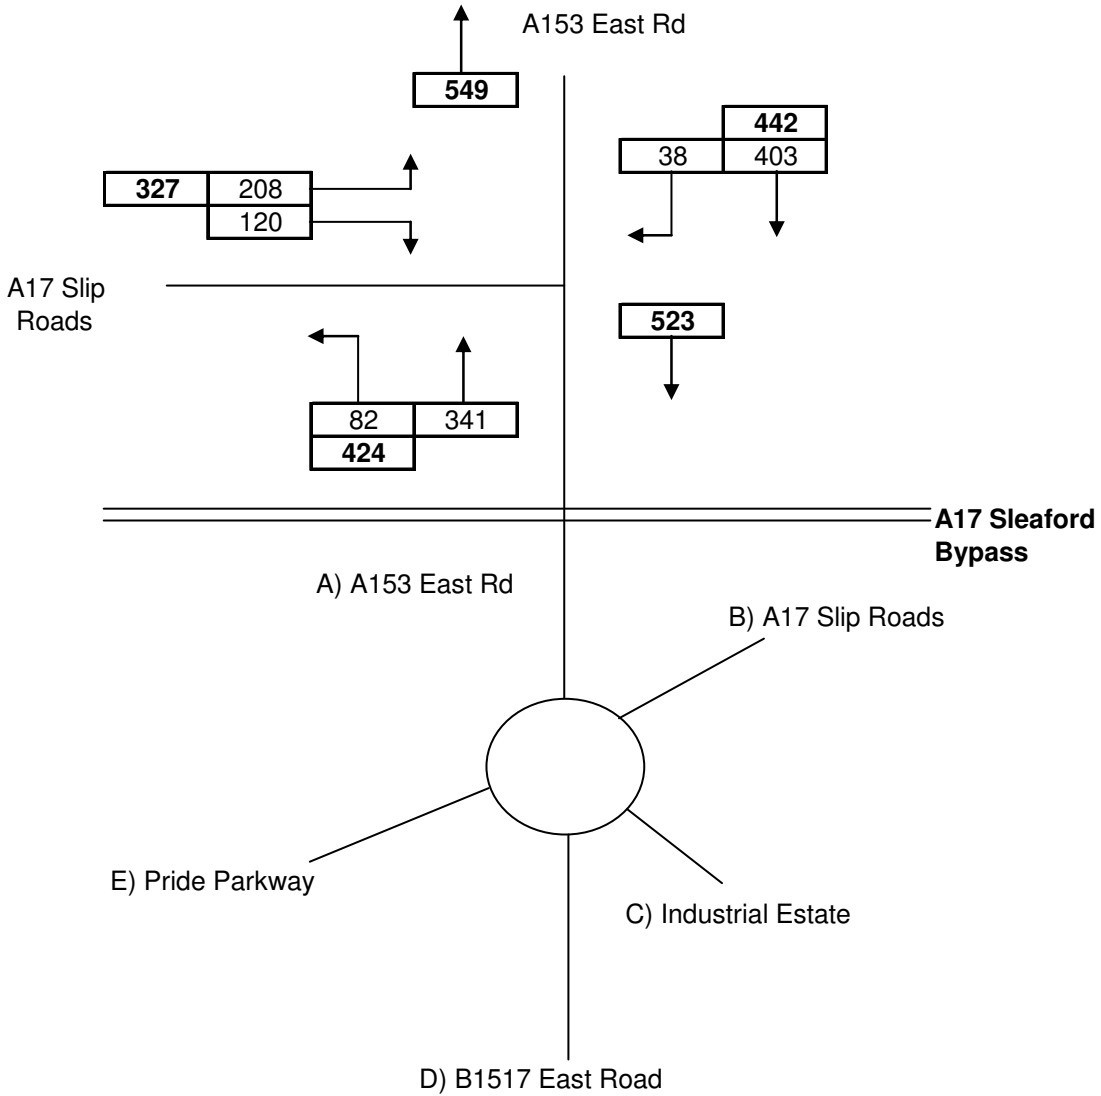 A153 East Rd
549
442
38 403
327 208
120
A17 Slip
Roads
523
82 341
424
A17 Sleaford
Bypass
A) A153 East Rd
B) A17 Slip Roads
E) Pride Parkway
C) Industrial Estate
D) B1517 East Road